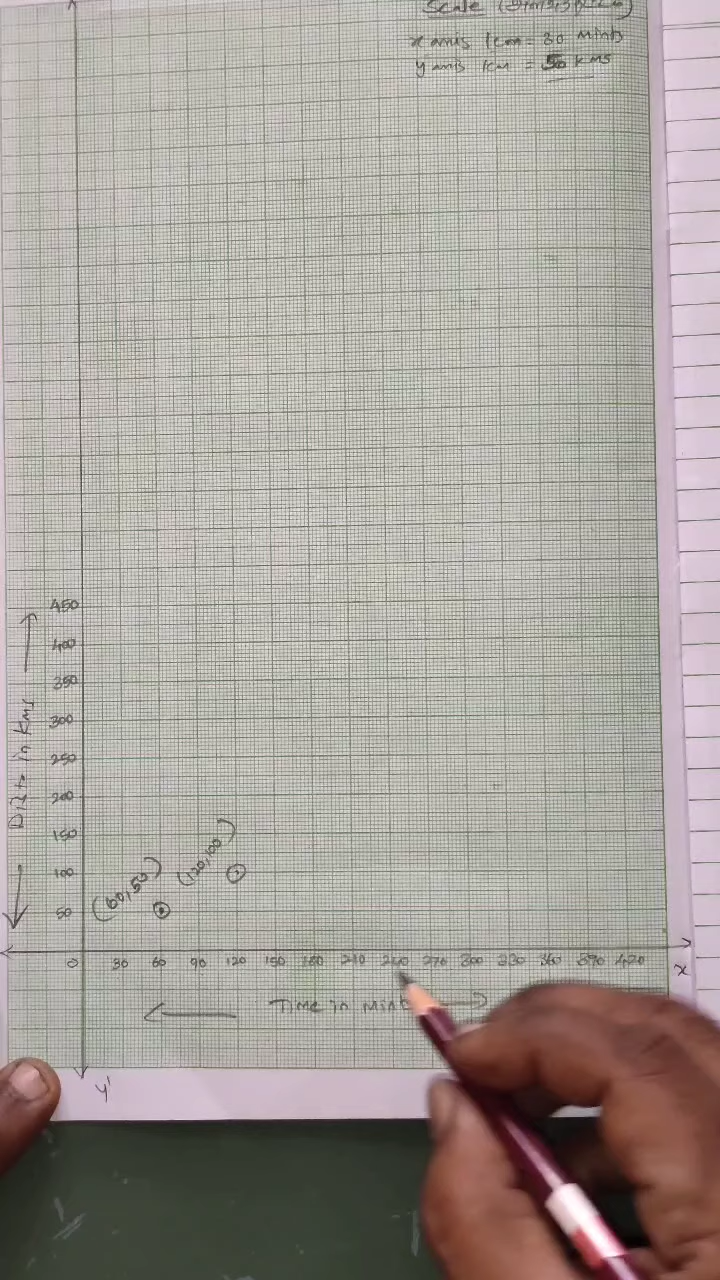 Scale
x axis 1cm = 30 Mints
y axis 1cm = 50 kms
450
400
350
300
250
200
150
100
50
Dist in kms
(60,50)
(120,100)
0 30 60 90 120 150 180 210 240 270 300 330 360 390 420
x
Time in Mint
y'